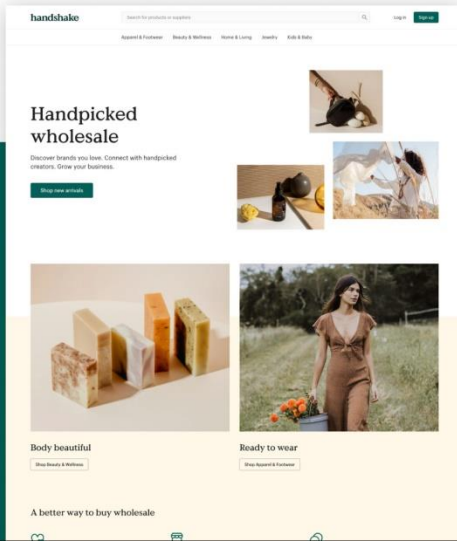 handshake
Search for products or suppliers
Log in
Sign up
Apparel & Footwear
Beauty & Wellness
Home & Living
Jewelry
Kids & Baby
Handpicked
wholesale
Discover brands you love. Connect with handpicked
creators. Grow your business.
Shop new arrivals
Body beautiful
Shop Beauty & Wellness
Ready to wear
Shop Apparel & Footwear
A better way to buy wholesale